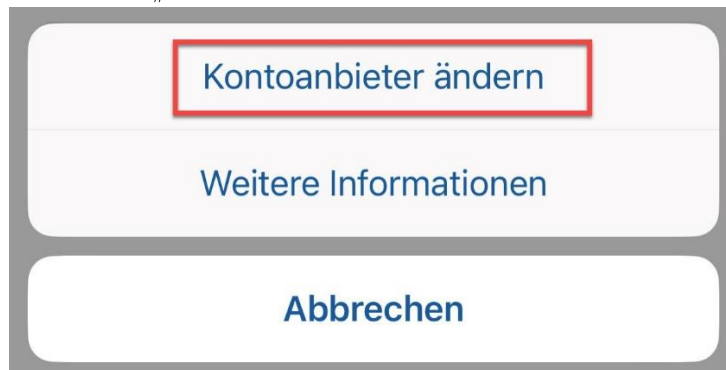 Kontoanbieter ändern
Weitere Informationen
Abbrechen